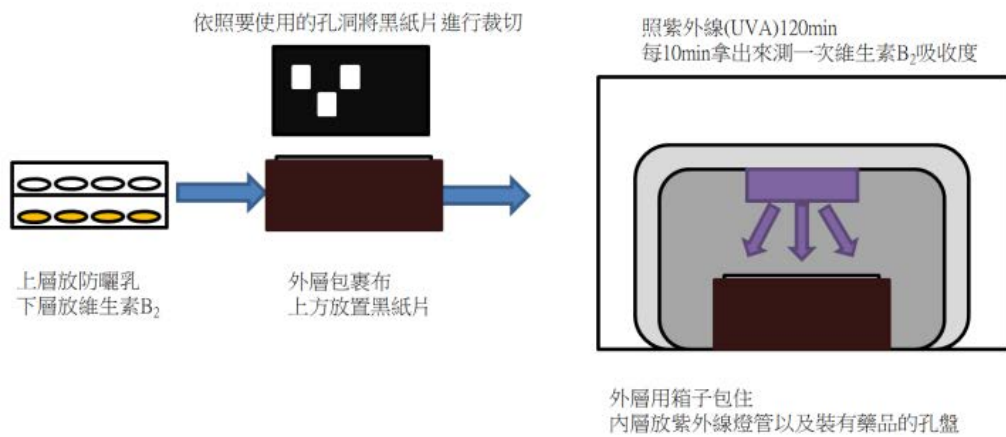 依照要使用的孔洞將黑紙片進行裁切
照紫外線(UVA)120min
每10min拿出來測一次維生素B₂吸收度
上層放防曬乳
下層放維生素B₂
外層包裹布
上方放置黑紙片
外層用箱子包住
內層放紫外線燈管以及裝有藥品的孔盤